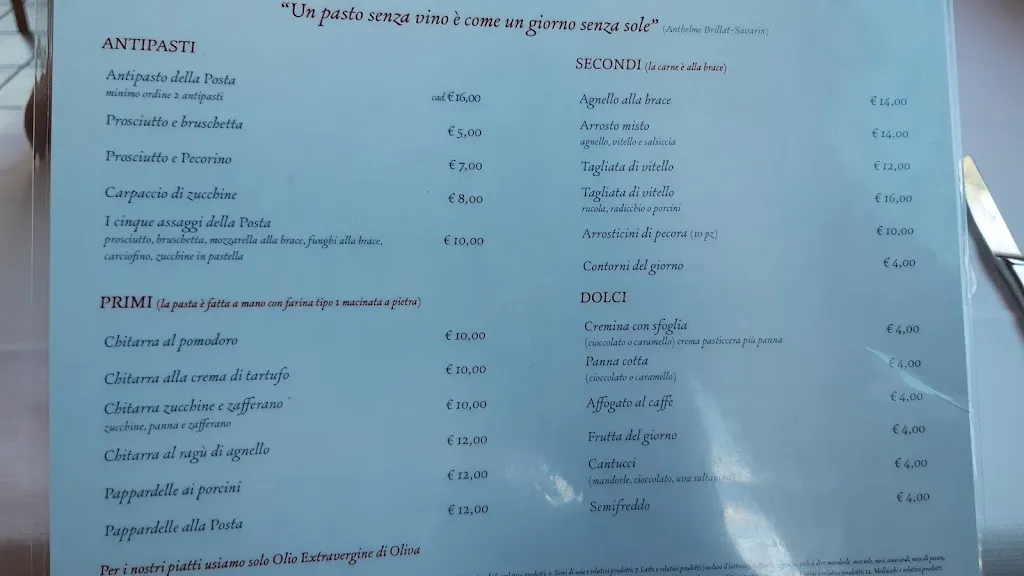 “Un pasto senza vino è come un giorno senza sole” (Anthelme Brillat-Savarin)
ANTIPASTI
Antipasto della Posta
minimo ordine 2 antipasti
cad. € 16,00
Prosciutto e bruschetta € 5,00
Prosciutto e Pecorino € 7,00
Carpaccio di zucchine € 8,00
I cinque assaggi della Posta
prosciutto, bruschetta, mozzarella alla brace, funghi alla brace, € 10,00
carciofino, zucchine in pastella
PRIMI (la pasta è fatta a mano con farina tipo 1 macinata a pietra)
Chitarra al pomodoro € 10,00
Chitarra alla crema di tartufo € 10,00
Chitarra zucchine e zafferano € 10,00
zucchine, panna e zafferano
Chitarra al ragù di agnello € 12,00
Pappardelle ai porcini € 12,00
Pappardelle alla Posta € 12,00
Per i nostri piatti usiamo solo Olio Extravergine di Oliva
SECONDI (la carne è alla brace)
Agnello alla brace € 14,00
Arrosto misto € 14,00
agnello, vitello e salsiccia
Tagliata di vitello € 12,00
Tagliata di vitello € 16,00
rucola, radicchio o porcini
Arrosticini di pecora (10 pz) € 10,00
Contorni del giorno € 4,00
DOLCI
Cremina con sfoglia € 4,00
(cioccolato o caramello) crema pasticcera più panna
Panna cotta € 4,00
(cioccolato o caramello)
Affogato al caffè € 4,00
Frutta del giorno € 4,00
Cantucci € 4,00
(mandorle, cioccolato, uva sultanina)
Semifreddo € 4,00